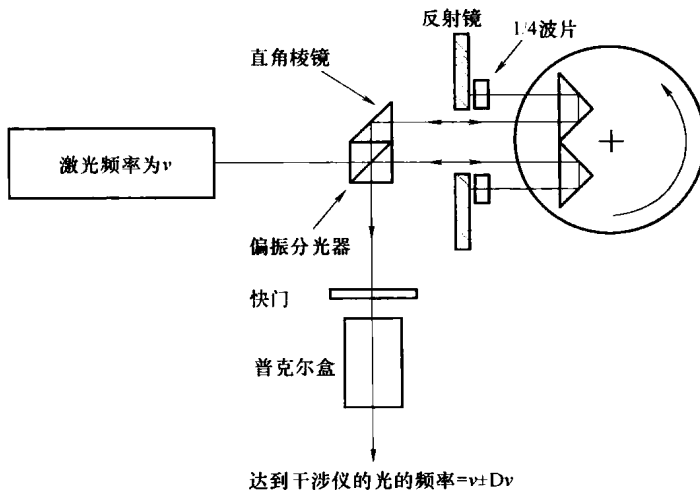 反射镜
1/4波片
直角棱镜
激光频率为ν
偏振分光器
快门
普克尔盒
达到干涉仪的光的频率=ν±Dν